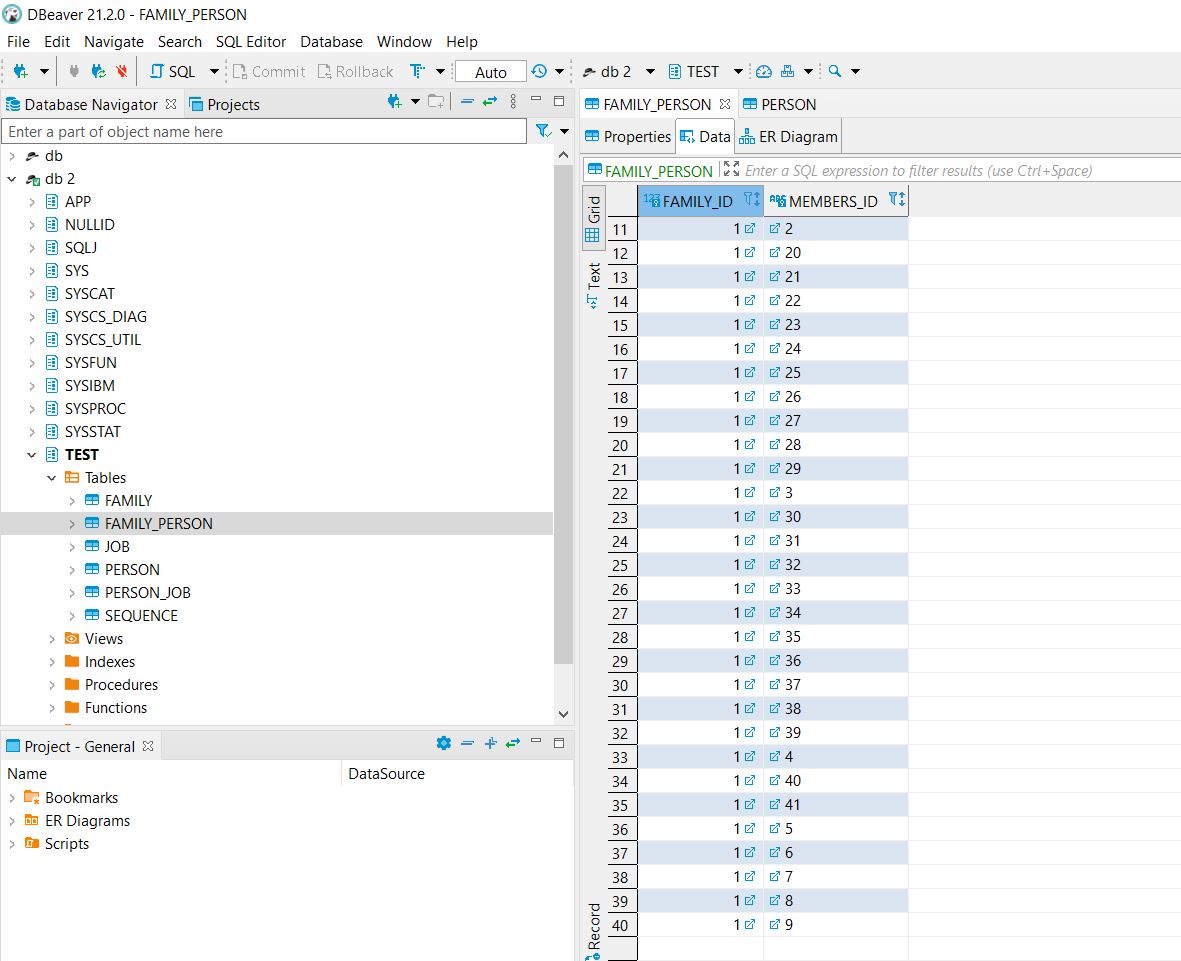 DBeaver 21.2.0 - FAMILY_PERSON
File Edit Navigate Search SQL Editor Database Window Help
SQL Commit Rollback Auto db 2 TEST
Database Navigator Projects
Enter a part of object name here
db
db 2
APP
NULLID
SQLJ
SYS
SYSCAT
SYSCS_DIAG
SYSCS_UTIL
SYSFUN
SYSIBM
SYSPROC
SYSSTAT
TEST
Tables
FAMILY
FAMILY_PERSON
JOB
PERSON
PERSON_JOB
SEQUENCE
Views
Indexes
Procedures
Functions
Project - General
Name DataSource
Bookmarks
ER Diagrams
Scripts
FAMILY_PERSON PERSON
Properties Data ER Diagram
FAMILY_PERSON Enter a SQL expression to filter results (use Ctrl+Space)
Grid
Text
Record
123 FAMILY_ID ABC MEMBERS_ID
11 1 2
12 1 20
13 1 21
14 1 22
15 1 23
16 1 24
17 1 25
18 1 26
19 1 27
20 1 28
21 1 29
22 1 3
23 1 30
24 1 31
25 1 32
26 1 33
27 1 34
28 1 35
29 1 36
30 1 37
31 1 38
32 1 39
33 1 4
34 1 40
35 1 41
36 1 5
37 1 6
38 1 7
39 1 8
40 1 9